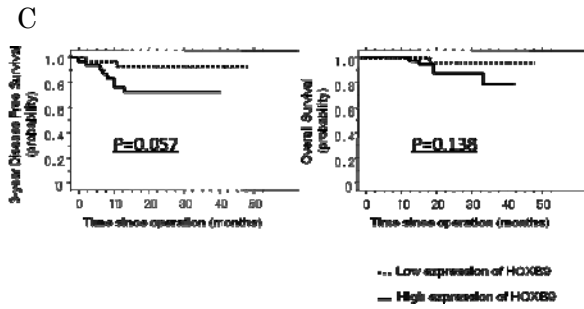 C
3-year Disease Free Survival
(probability)
1.0
0.8
0.6
0.4
0.2
0
P=0.057
0 10 20 30 40 50
Time since operation (months)
Overall Survival
(probability)
1.0
0.8
0.6
0.4
0.2
0
P=0.138
0 10 20 30 40 50
Time since operation (months)
Low expression of HOXB9
High expression of HOXB9